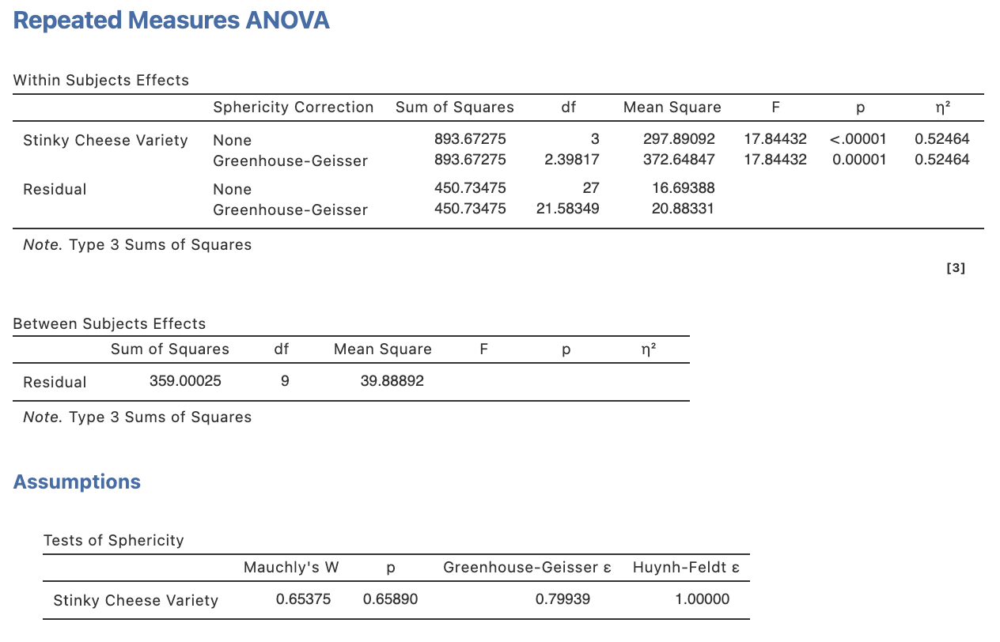 Repeated Measures ANOVA
Within Subjects Effects
Sphericity Correction Sum of Squares df Mean Square F p η²
Stinky Cheese Variety None 893.67275 3 297.89092 17.84432 <.00001 0.52464
Greenhouse-Geisser 893.67275 2.39817 372.64847 17.84432 0.00001 0.52464
Residual None 450.73475 27 16.69388
Greenhouse-Geisser 450.73475 21.58349 20.88331
Note. Type 3 Sums of Squares
[3]
Between Subjects Effects
Sum of Squares df Mean Square F p η²
Residual 359.00025 9 39.88892
Note. Type 3 Sums of Squares
Assumptions
Tests of Sphericity
Mauchly's W p Greenhouse-Geisser ε Huynh-Feldt ε
Stinky Cheese Variety 0.65375 0.65890 0.79939 1.00000